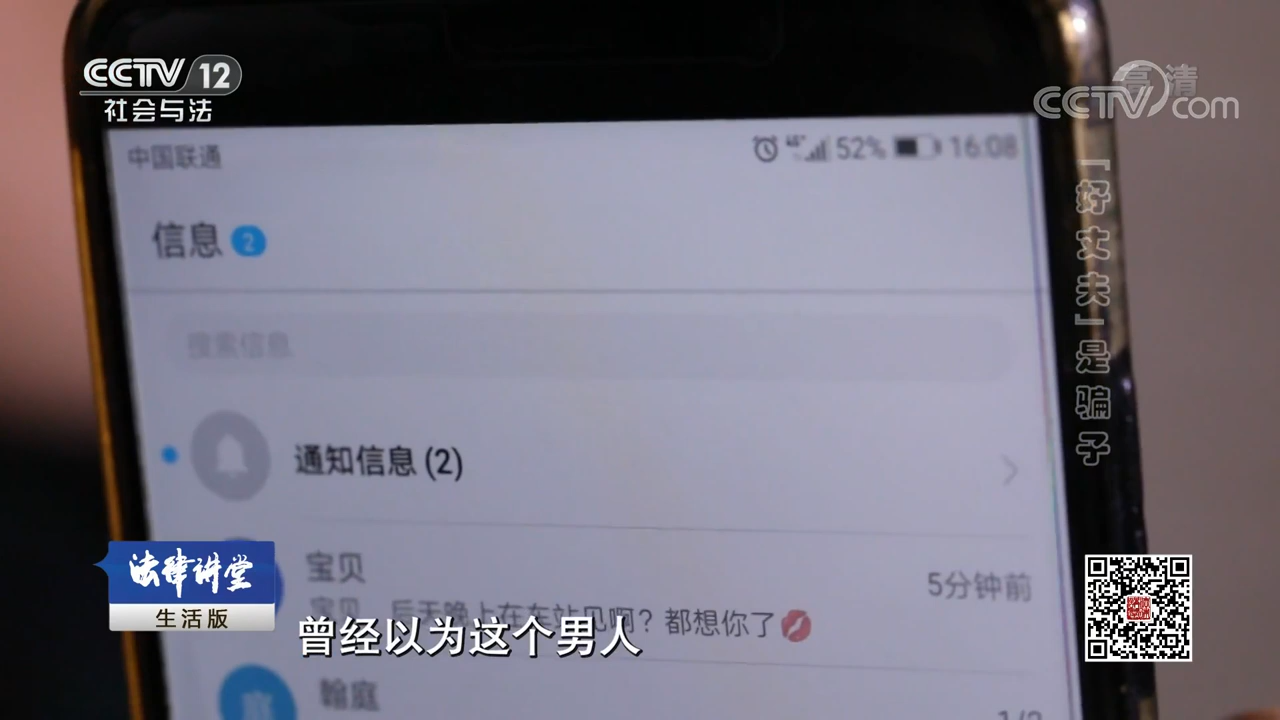 CCTV 12
社会与法
高清
CCTV.com
中国联通
4G 52% 16:08
信息 2
搜索信息
「好丈夫」是骗子
通知信息 (2)
宝贝
5分钟前
宝贝，后天晚上在车站见啊？都想你了
法律讲堂
生活版
曾经以为这个男人
翰庭